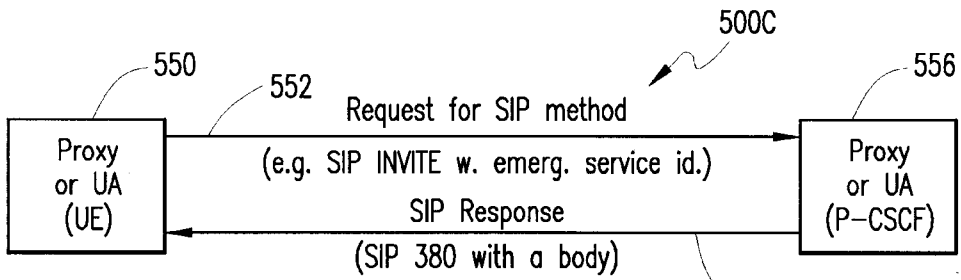 500C
550
552
556
Request for SIP method
(e.g. SIP INVITE w. emerg. service id.)
SIP Response
(SIP 380 with a body)
Proxy
or UA
(UE)
Proxy
or UA
(P-CSCF)